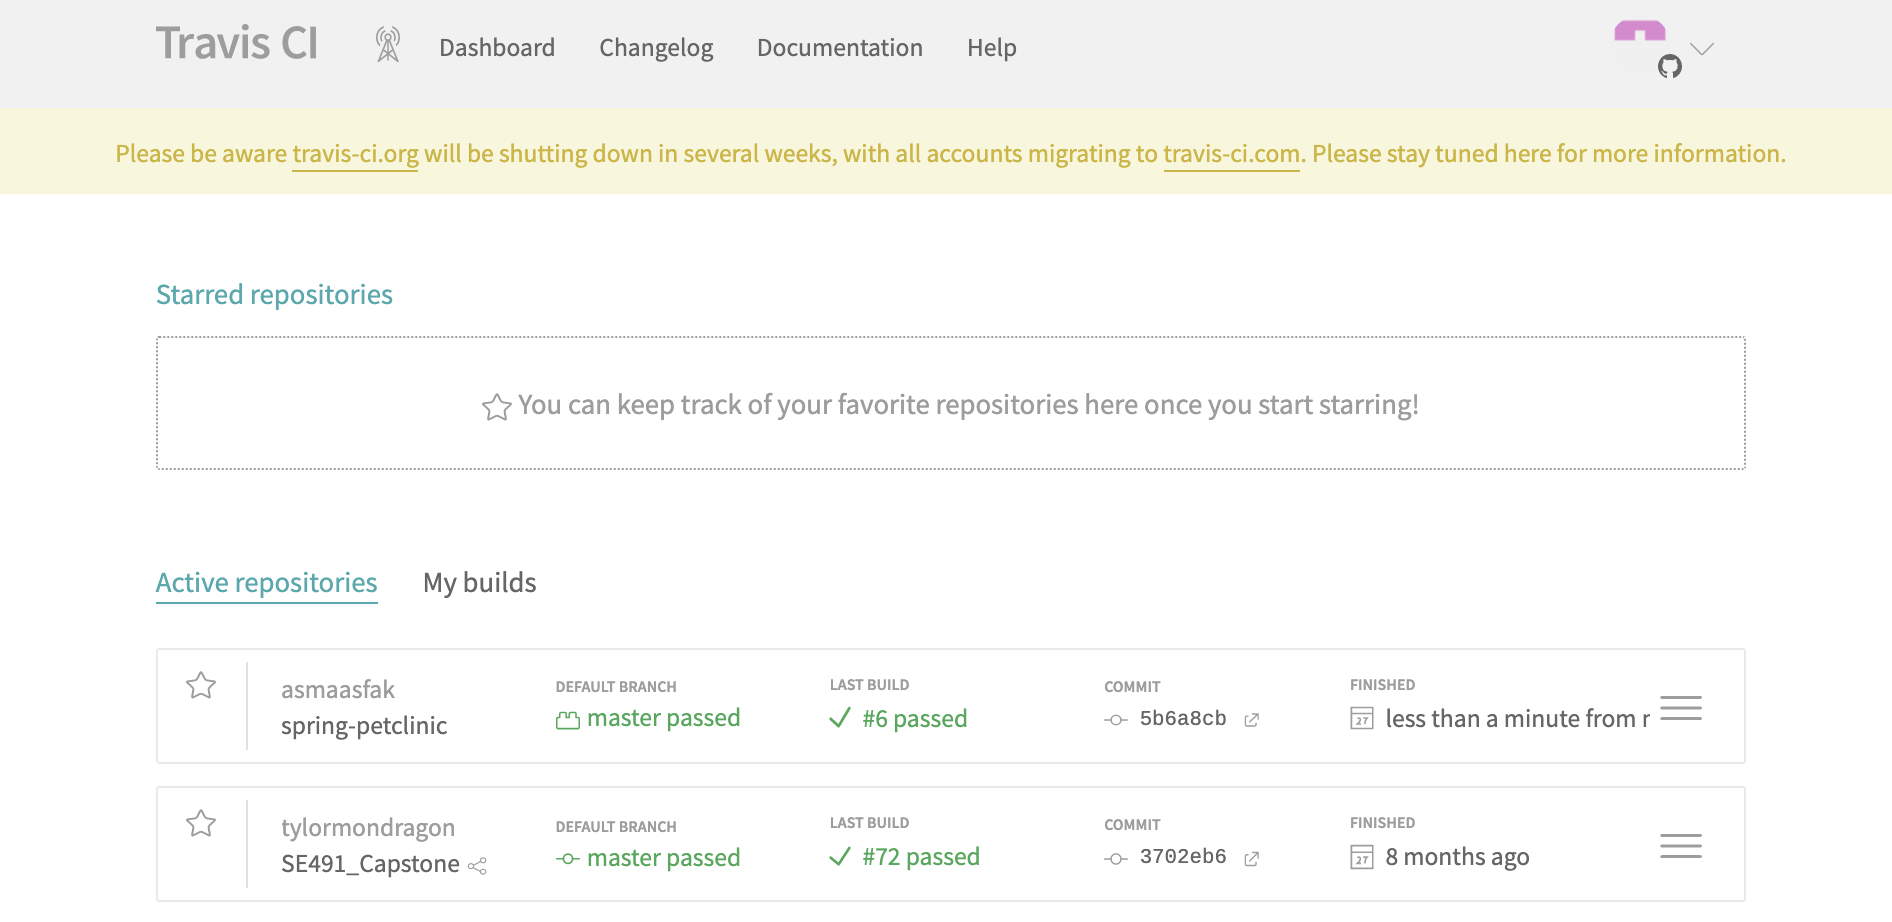 Travis CI
Dashboard
Changelog
Documentation
Help
Please be aware travis-ci.org will be shutting down in several weeks, with all accounts migrating to travis-ci.com. Please stay tuned here for more information.
Starred repositories
You can keep track of your favorite repositories here once you start starring!
Active repositories
My builds
asmaasfak
spring-petclinic
DEFAULT BRANCH
master passed
LAST BUILD
#6 passed
COMMIT
5b6a8cb
FINISHED
27
less than a minute from
tylormondragon
SE491_Capstone
DEFAULT BRANCH
master passed
LAST BUILD
#72 passed
COMMIT
3702eb6
FINISHED
27
8 months ago